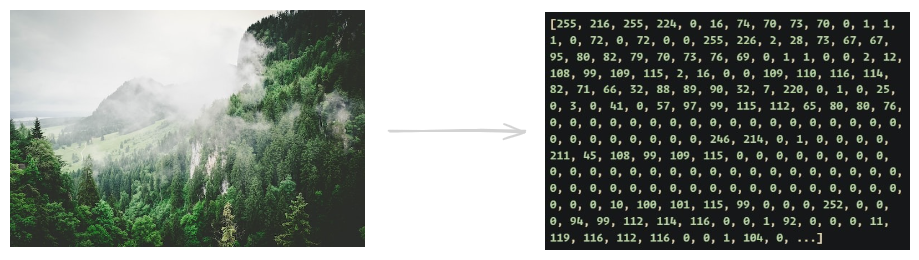 [255, 216, 255, 224, 0, 16, 74, 70, 73, 70, 0, 1, 1,
1, 0, 72, 0, 72, 0, 0, 255, 226, 2, 28, 73, 67, 67,
95, 80, 82, 79, 70, 73, 76, 69, 0, 1, 1, 0, 0, 2, 12,
108, 99, 109, 115, 2, 16, 0, 0, 109, 110, 116, 114,
82, 71, 66, 32, 88, 89, 90, 32, 7, 220, 0, 1, 0, 25,
0, 3, 0, 41, 0, 57, 97, 99, 115, 112, 65, 80, 80, 76,
0, 0, 0, 0, 0, 0, 0, 0, 0, 0, 0, 0, 0, 0, 0, 0, 0, 0,
0, 0, 0, 0, 0, 0, 0, 0, 246, 214, 0, 1, 0, 0, 0, 0,
211, 45, 108, 99, 109, 115, 0, 0, 0, 0, 0, 0, 0, 0,
0, 0, 0, 0, 0, 0, 0, 0, 0, 0, 0, 0, 0, 0, 0, 0, 0, 0,
0, 0, 0, 0, 0, 0, 0, 0, 0, 0, 0, 0, 0, 0, 0, 0, 0, 0,
0, 0, 0, 10, 100, 101, 115, 99, 0, 0, 0, 252, 0, 0,
0, 94, 99, 112, 114, 116, 0, 0, 1, 92, 0, 0, 0, 11,
119, 116, 112, 116, 0, 0, 1, 104, 0, ...]